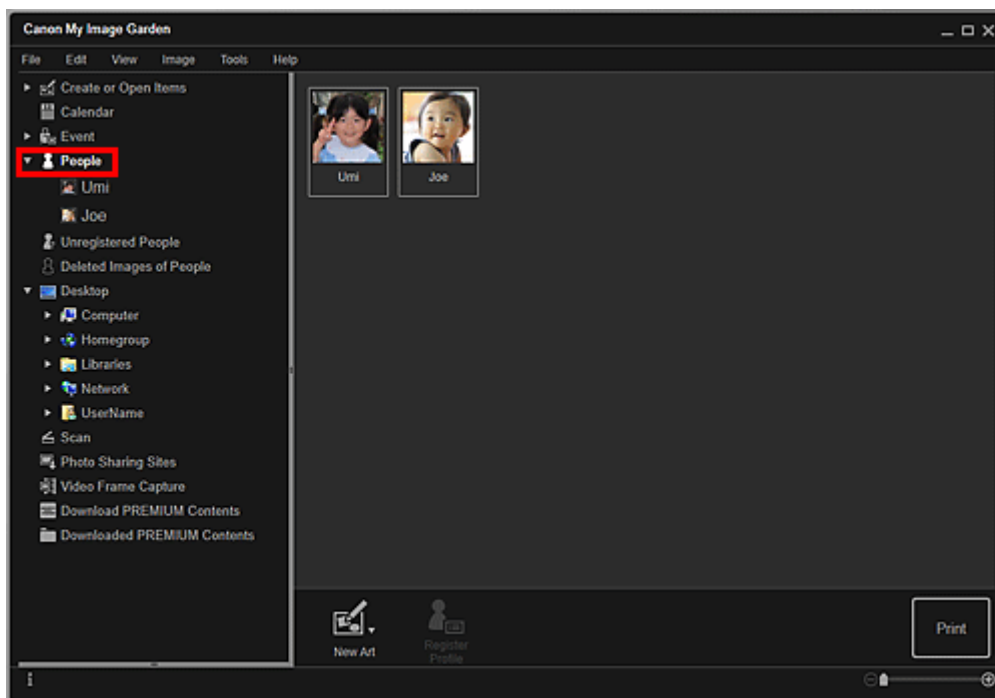 Canon My Image Garden
File Edit View Image Tools Help
Create or Open Items
Calendar
Event
People
Umi
Joe
Unregistered People
Deleted Images of People
Desktop
Computer
Homegroup
Libraries
Network
UserName
Scan
Photo Sharing Sites
Video Frame Capture
Download PREMIUM Contents
Downloaded PREMIUM Contents
Umi Joe
New Art
Register
Profile
Print